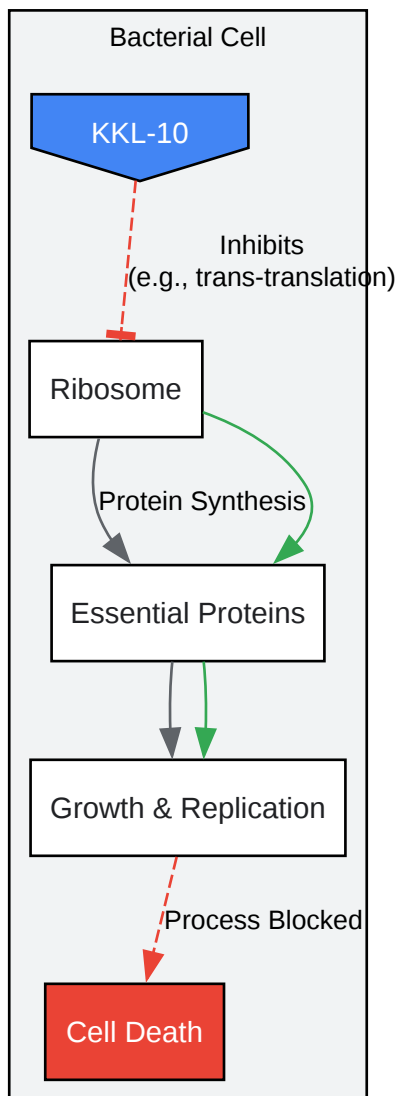 Bacterial Cell
KKL-10
Inhibits
(e.g., trans-translation)
Ribosome
Protein Synthesis
Essential Proteins
Growth & Replication
Process Blocked
Cell Death